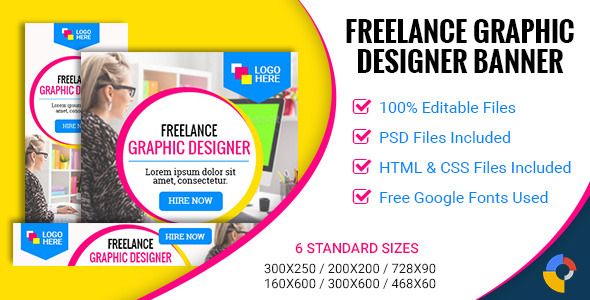 LOGO
HERE
FREELANCE
GRAPHIC DESIGNER
Lorem ipsum dolor
amet, consectetur.
HIRE NOW
LOGO
HERE
FREELANCE
GRAPHIC DESIGNER
Lorem ipsum dolor sit
amet, consectetur.
HIRE NOW
LOGO
HERE
FREELANCE
GRAPHIC DESIGNER
HIRE NOW
FREELANCE GRAPHIC
DESIGNER BANNER
100% Editable Files
PSD Files Included
HTML & CSS Files Included
Free Google Fonts Used
6 STANDARD SIZES
300X250 / 200X200 / 728X90
160X600 / 300X600 / 468X60